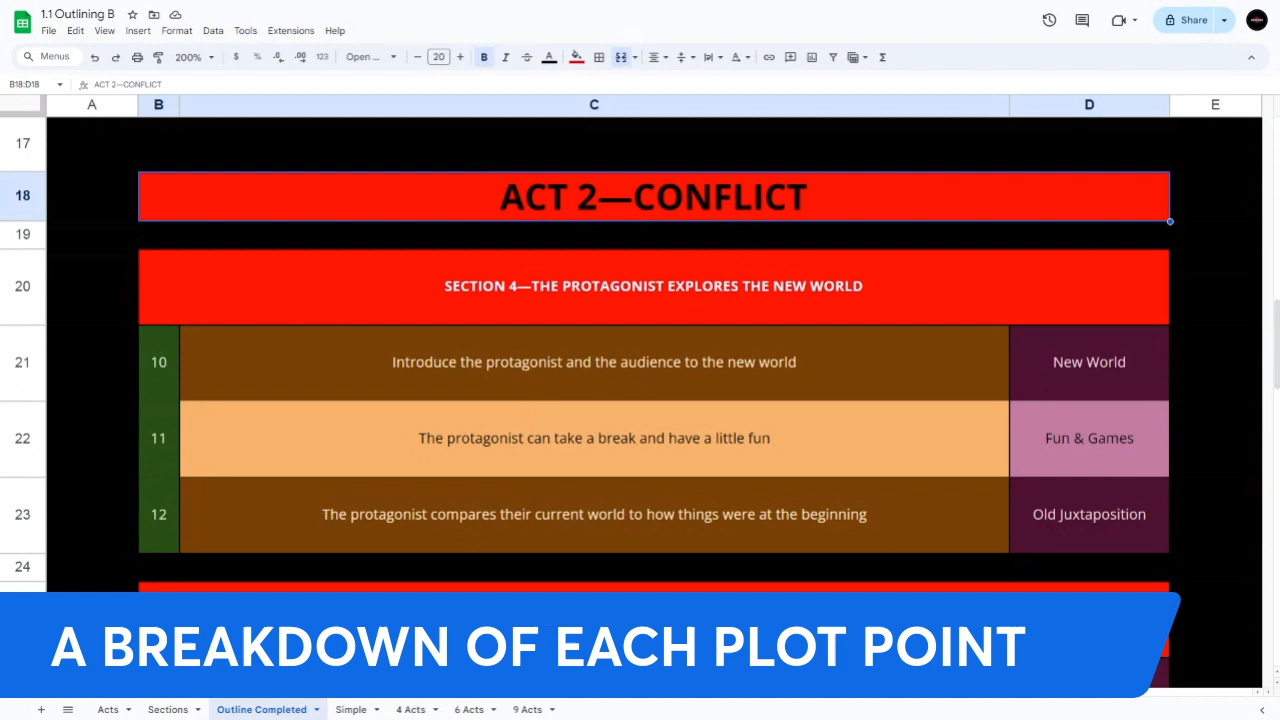 1.1 Outlining B
File Edit View Insert Format Data Tools Extensions Help
Share
Menus
200%
$ % .0 .00 123
Open ...
20
B I A
B18:D18
fx ACT 2—CONFLICT
A B C D E
17
18 ACT 2—CONFLICT
19
20 SECTION 4—THE PROTAGONIST EXPLORES THE NEW WORLD
21 10 Introduce the protagonist and the audience to the new world New World
22 11 The protagonist can take a break and have a little fun Fun & Games
23 12 The protagonist compares their current world to how things were at the beginning Old Juxtaposition
24
A BREAKDOWN OF EACH PLOT POINT
Acts Sections Outline Completed Simple 4 Acts 6 Acts 9 Acts